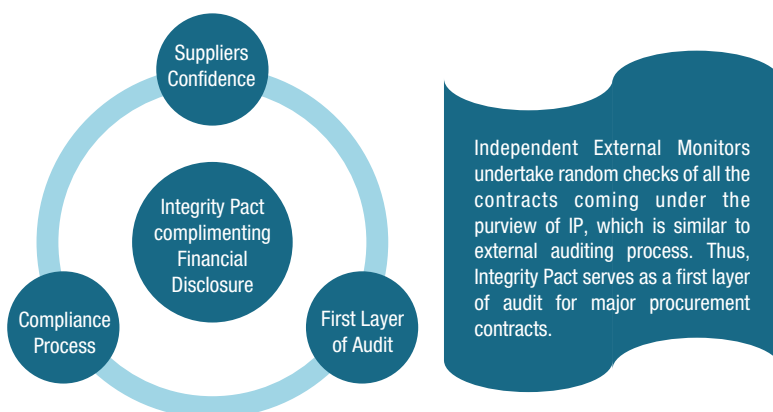 Suppliers
Confidence
Integrity Pact
complimenting
Financial
Disclosure
Compliance
Process
First Layer
of Audit
Independent External Monitors
undertake random checks of all the
contracts coming under the
purview of IP, which is similar to
external auditing process. Thus,
Integrity Pact serves as a first layer
of audit for major procurement
contracts.